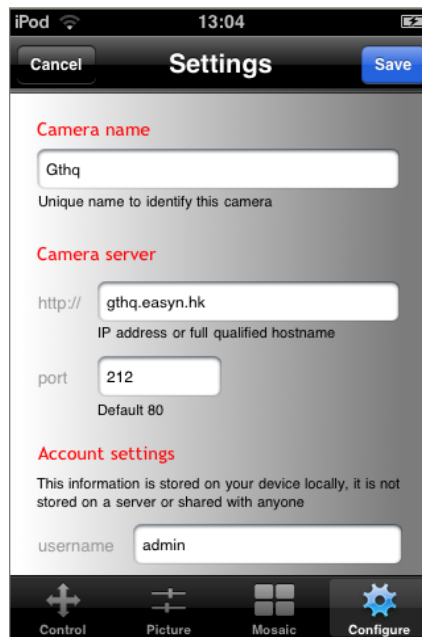 iPod 13:04
Cancel Settings Save
Camera name
Gthq
Unique name to identify this camera
Camera server
http:// gthq.easyn.hk
IP address or full qualified hostname
port 212
Default 80
Account settings
This information is stored on your device locally, it is not
stored on a server or shared with anyone
username admin
Control Picture Mosaic Configure